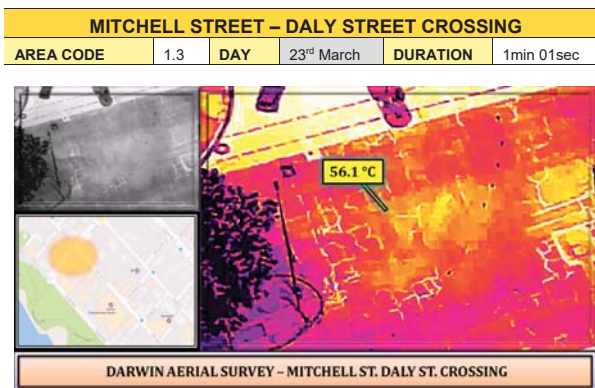 MITCHELL STREET – DALY STREET CROSSING
AREA CODE 1.3 DAY 23rd March DURATION 1min 01sec
56.1 °C
DARWIN AERIAL SURVEY – MITCHELL ST. DALY ST. CROSSING